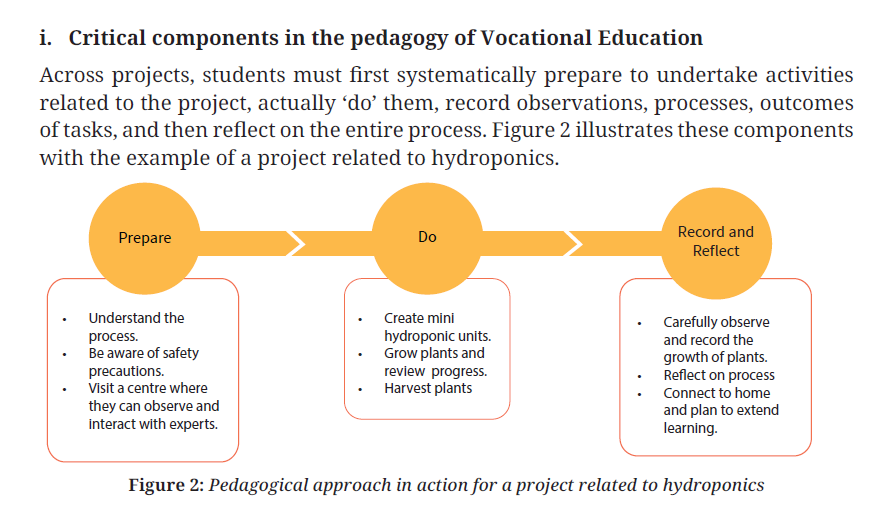 i. Critical components in the pedagogy of Vocational Education
Across projects, students must first systematically prepare to undertake activities
related to the project, actually ‘do’ them, record observations, processes, outcomes
of tasks, and then reflect on the entire process. Figure 2 illustrates these components
with the example of a project related to hydroponics.
Prepare
• Understand the
process.
• Be aware of safety
precautions.
• Visit a centre where
they can observe and
interact with experts.
Do
• Create mini
hydroponic units.
• Grow plants and
review progress.
• Harvest plants
Record and
Reflect
• Carefully observe
and record the
growth of plants.
• Reflect on process
• Connect to home
and plan to extend
learning.
Figure 2: Pedagogical approach in action for a project related to hydroponics